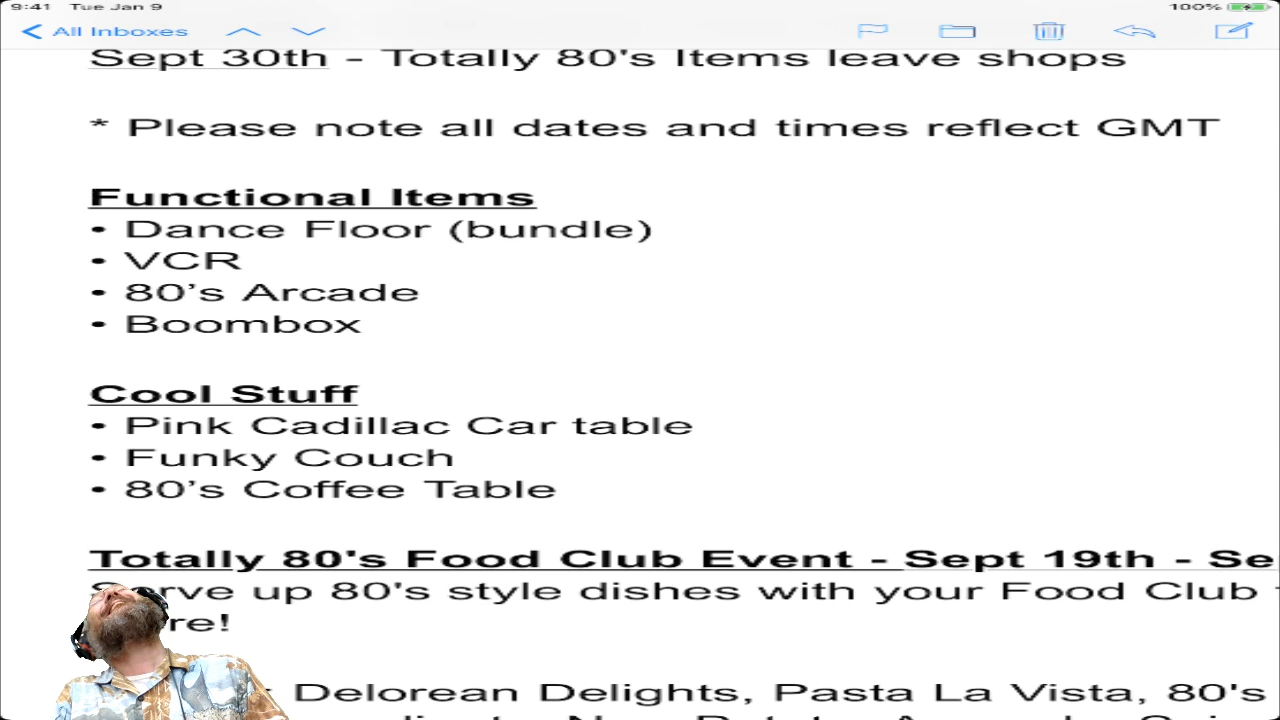 9:41 Tue Jan 9 100%
All Inboxes
Sept 30th - Totally 80's Items leave shops
* Please note all dates and times reflect GMT
Functional Items
• Dance Floor (bundle)
• VCR
• 80’s Arcade
• Boombox
Cool Stuff
• Pink Cadillac Car table
• Funky Couch
• 80’s Coffee Table
Totally 80's Food Club Event - Sept 19th - Se
up 80's style dishes with your Food Club
Delorean Delights, Pasta La Vista, 80's